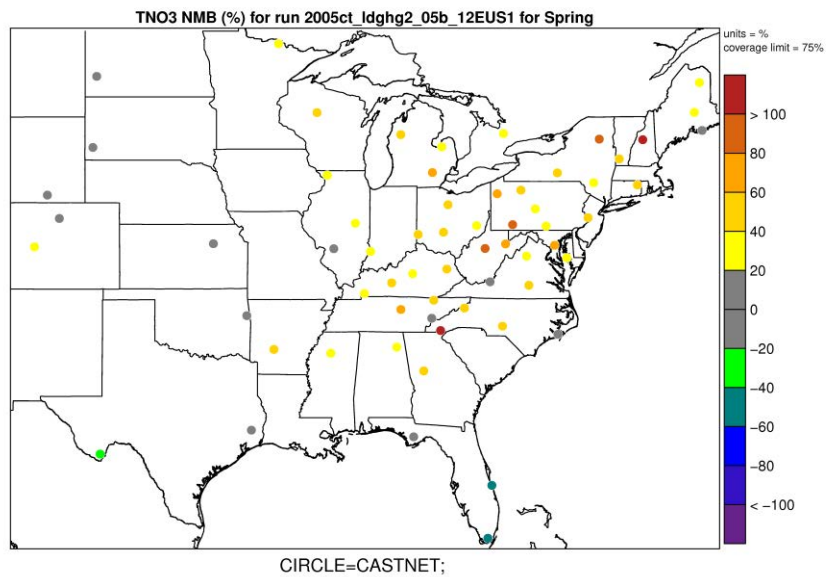 TNO3 NMB (%) for run 2005ct_ldghg2_05b_12EUS1 for Spring
units = %
coverage limit = 75%
> 100
80
60
40
20
0
−20
−40
−60
−80
< −100
CIRCLE=CASTNET;